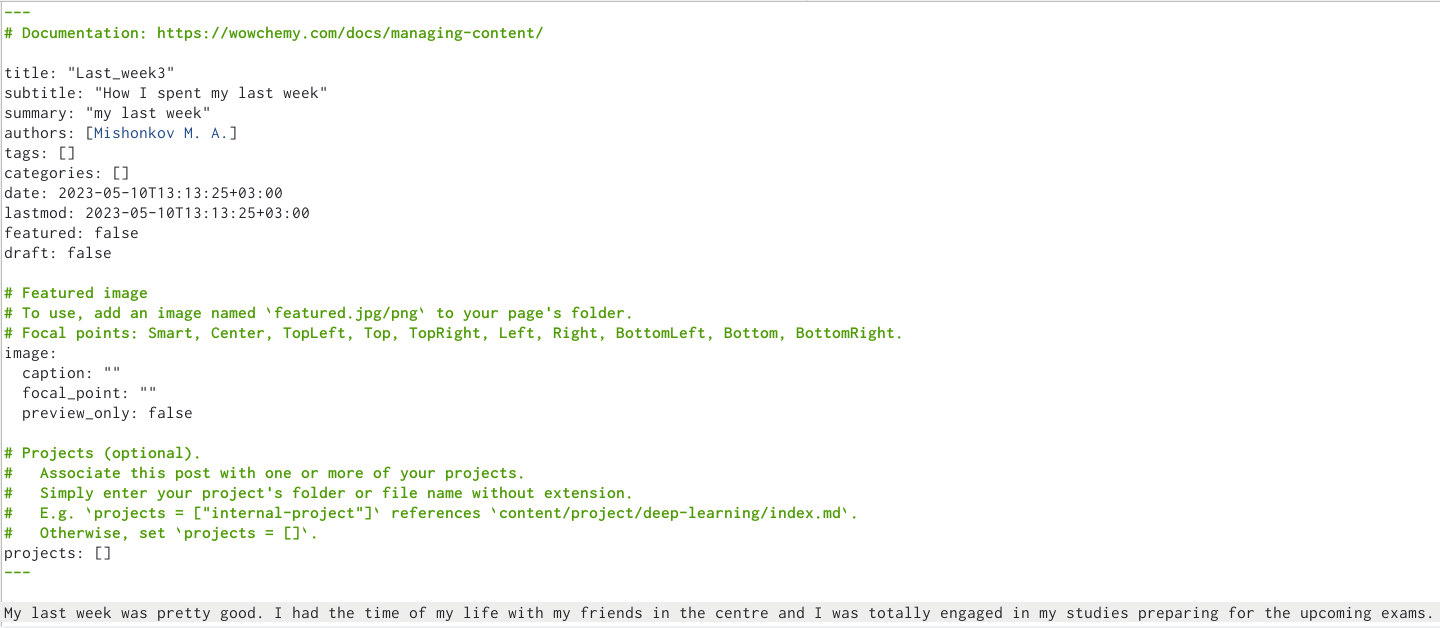 ---
# Documentation: https://wowchemy.com/docs/managing-content/
title: "Last_week3"
subtitle: "How I spent my last week"
summary: "my last week"
authors: [Mishonkov M. A.]
tags: []
categories: []
date: 2023-05-10T13:13:25+03:00
lastmod: 2023-05-10T13:13:25+03:00
featured: false
draft: false
# Featured image
# To use, add an image named `featured.jpg/png` to your page's folder.
# Focal points: Smart, Center, TopLeft, Top, TopRight, Left, Right, BottomLeft, Bottom, BottomRight.
image:
  caption: ""
  focal_point: ""
  preview_only: false
# Projects (optional).
#   Associate this post with one or more of your projects.
#   Simply enter your project's folder or file name without extension.
#   E.g. `projects = ["internal-project"]` references `content/project/deep-learning/index.md`.
#   Otherwise, set `projects = []`.
projects: []
---
My last week was pretty good. I had the time of my life with my friends in the centre and I was totally engaged in my studies preparing for the upcoming exams.